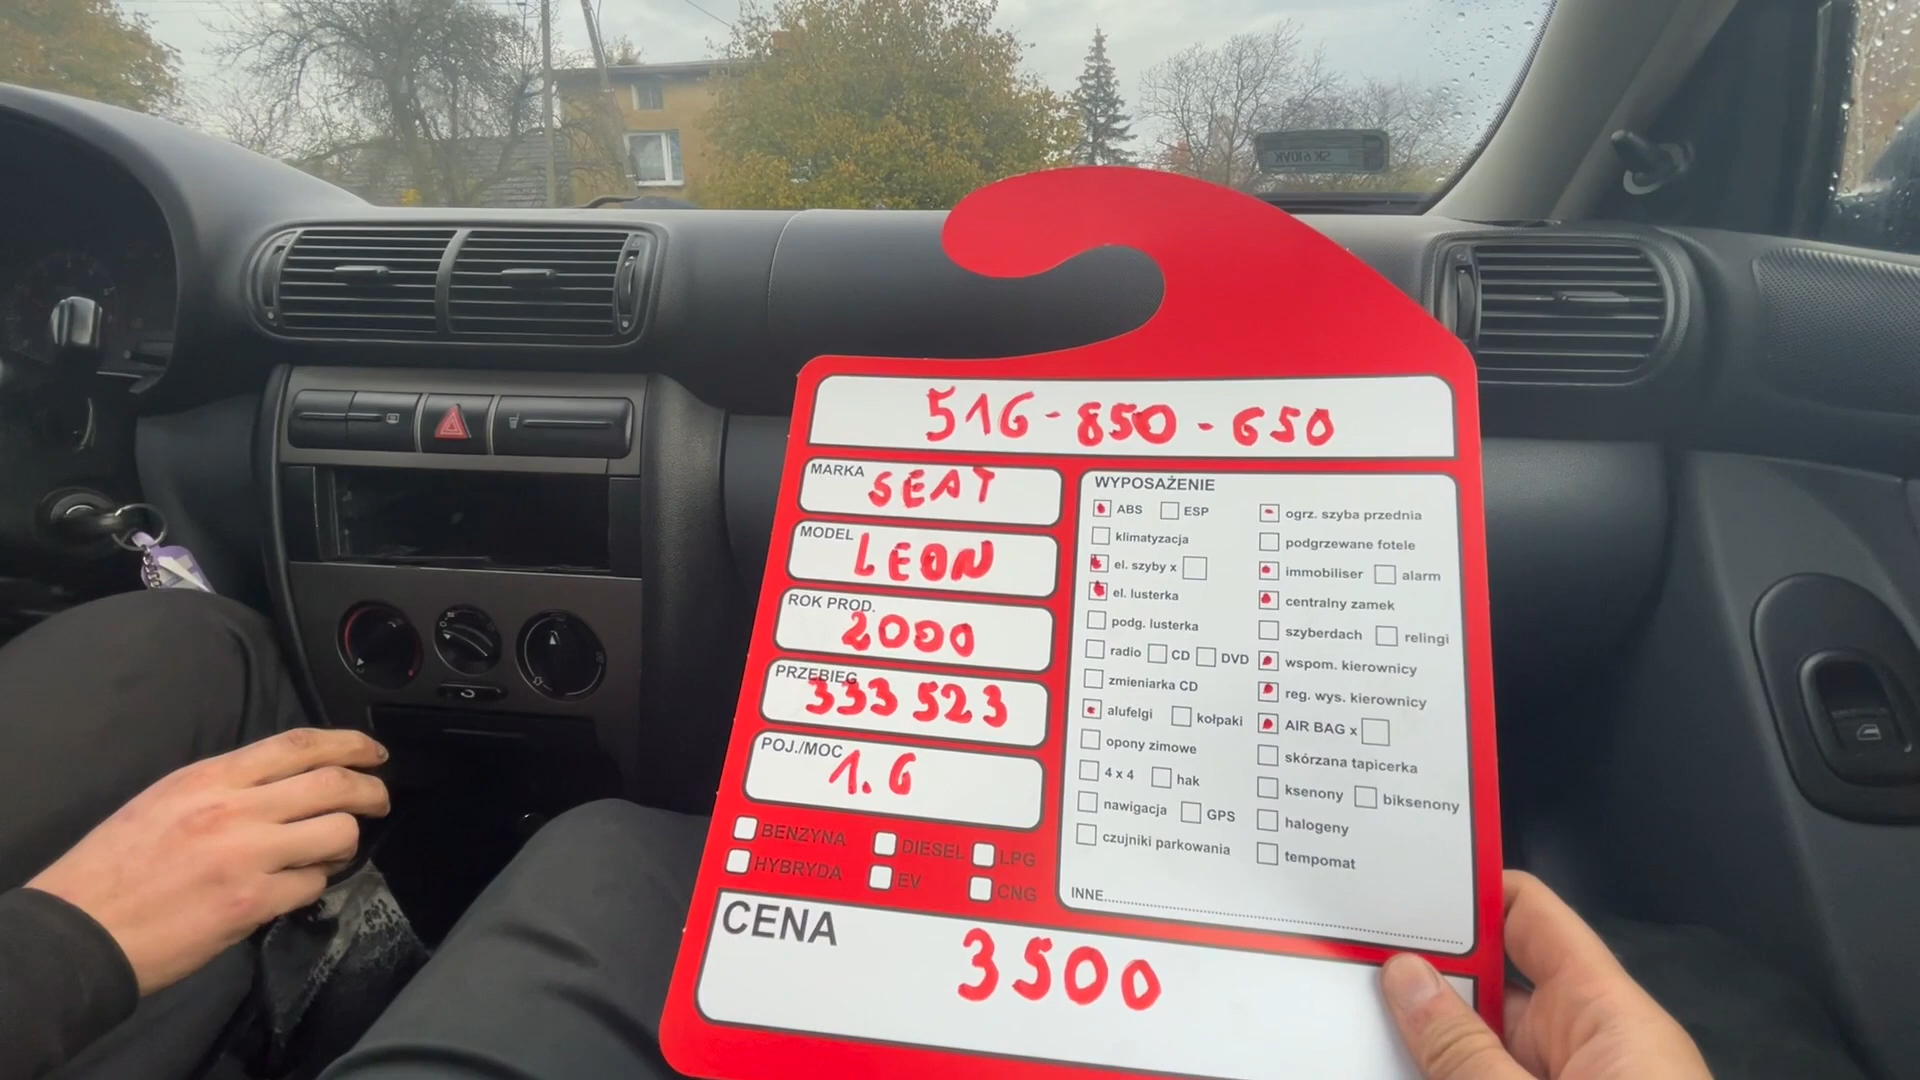 516-850-650
MARKA SEAT
MODEL LEON
ROK PROD. 2000
PRZEBIEG 333 523
POJ./MOC 1.6
BENZYNA DIESEL LPG
HYBRYDA EV CNG
WYPOSAŻENIE
ABS ESP
klimatyzacja
el. szyby x
el. lusterka
podg. lusterka
radio CD DVD
zmieniarka CD
alufelgi kołpaki
opony zimowe
4 x 4 hak
nawigacja GPS
czujniki parkowania
ogrz. szyba przednia
podgrzewane fotele
immobiliser alarm
centralny zamek
szyberdach relingi
wspom. kierownicy
reg. wys. kierownicy
AIR BAG x
skórzana tapicerka
ksenony biksenony
halogeny
tempomat
INNE
CENA 3500